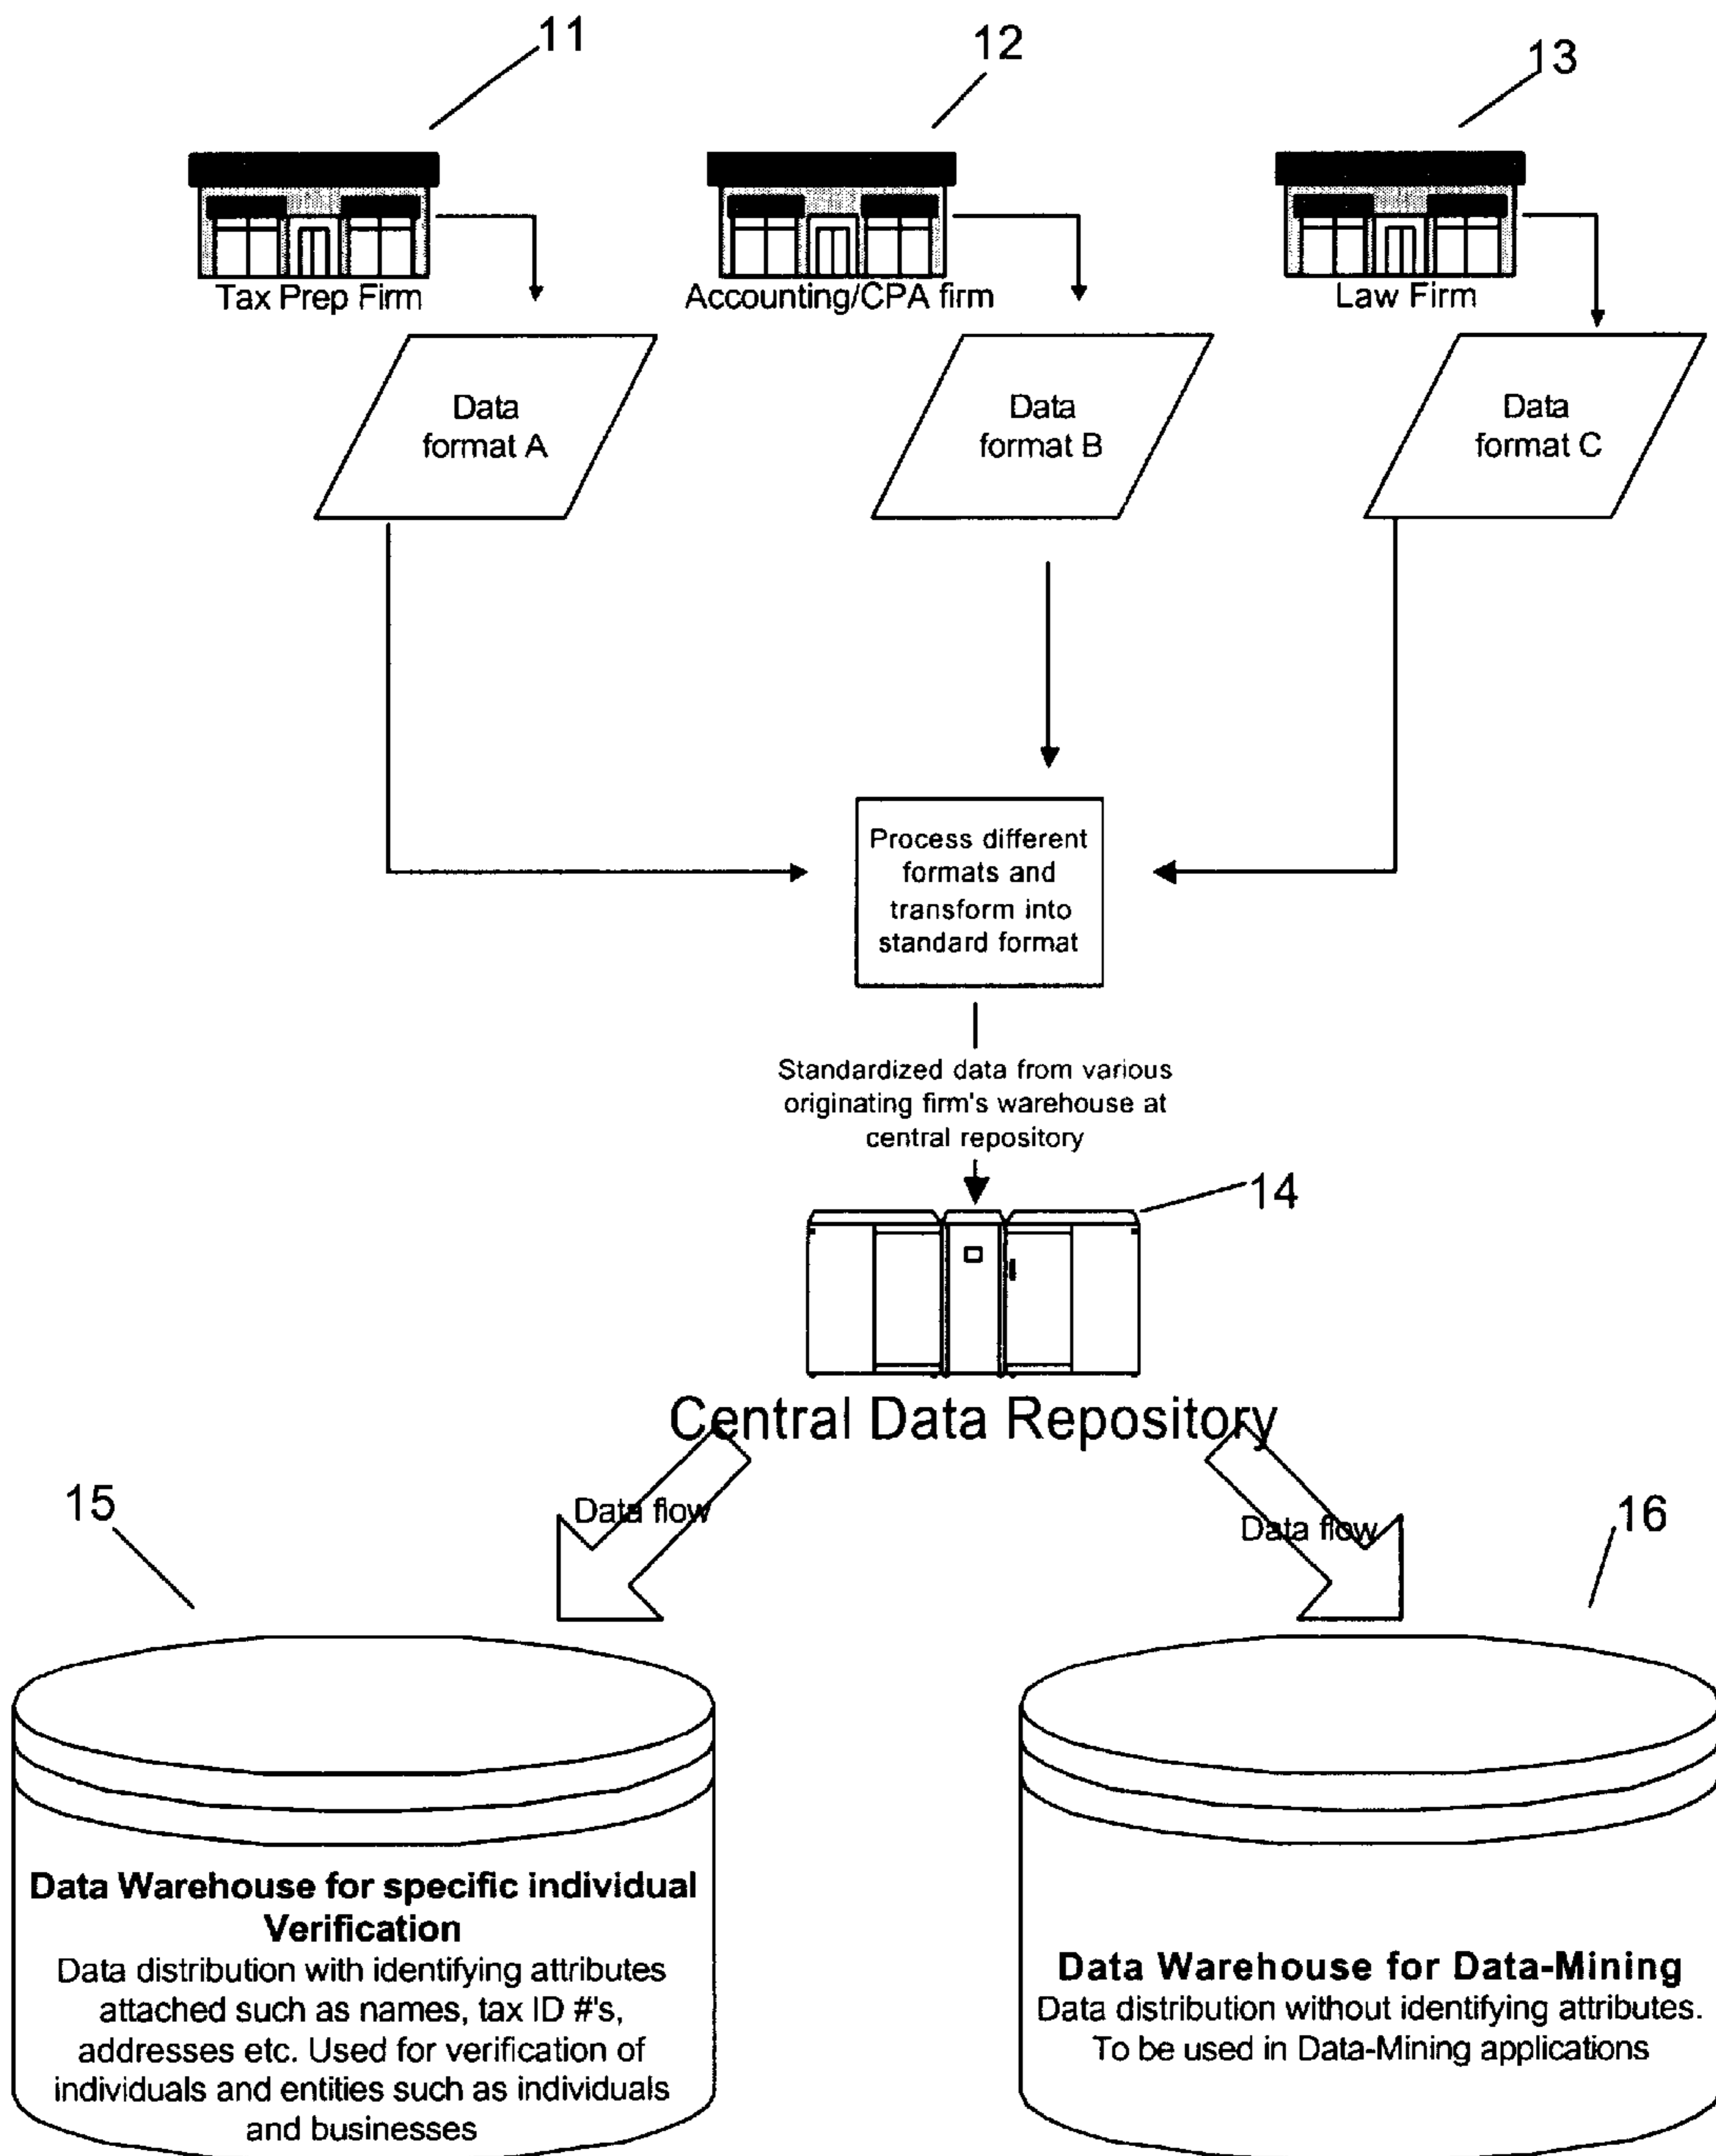 11
12
13
Tax Prep Firm
Accounting/CPA firm
Law Firm
Data
format A
Data
format B
Data
format C
Process different
formats and
transform into
standard format
Standardized data from various
originating firm's warehouse at
central repository
14
Central Data Repository
Data flow
Data flow
15
16
Data Warehouse for specific individual
Verification
Data distribution with identifying attributes
attached such as names, tax ID #'s,
addresses etc. Used for verification of
individuals and entities such as individuals
and businesses
Data Warehouse for Data-Mining
Data distribution without identifying attributes.
To be used in Data-Mining applications